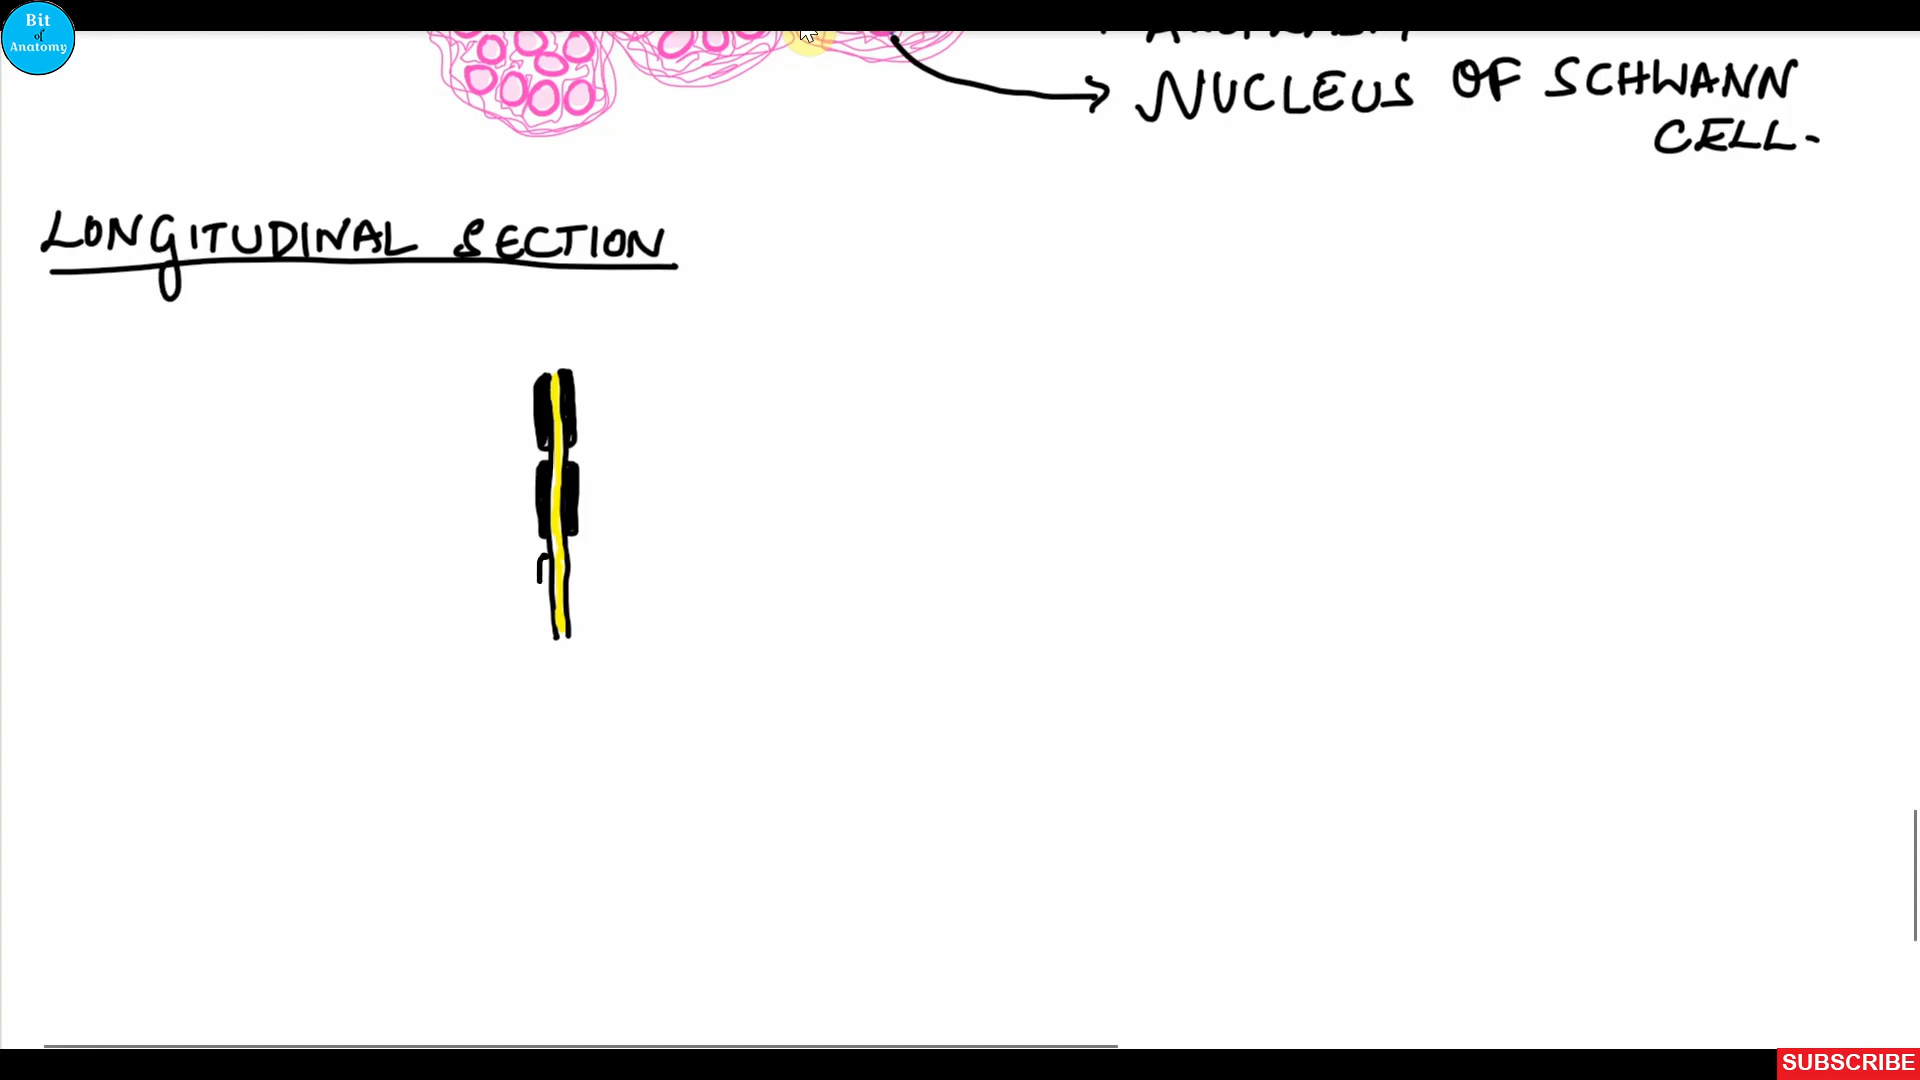 Bit
of
Anatomy
NUCLEUS OF SCHWANN
CELL-
LONGITUDINAL SECTION
SUBSCRIBE